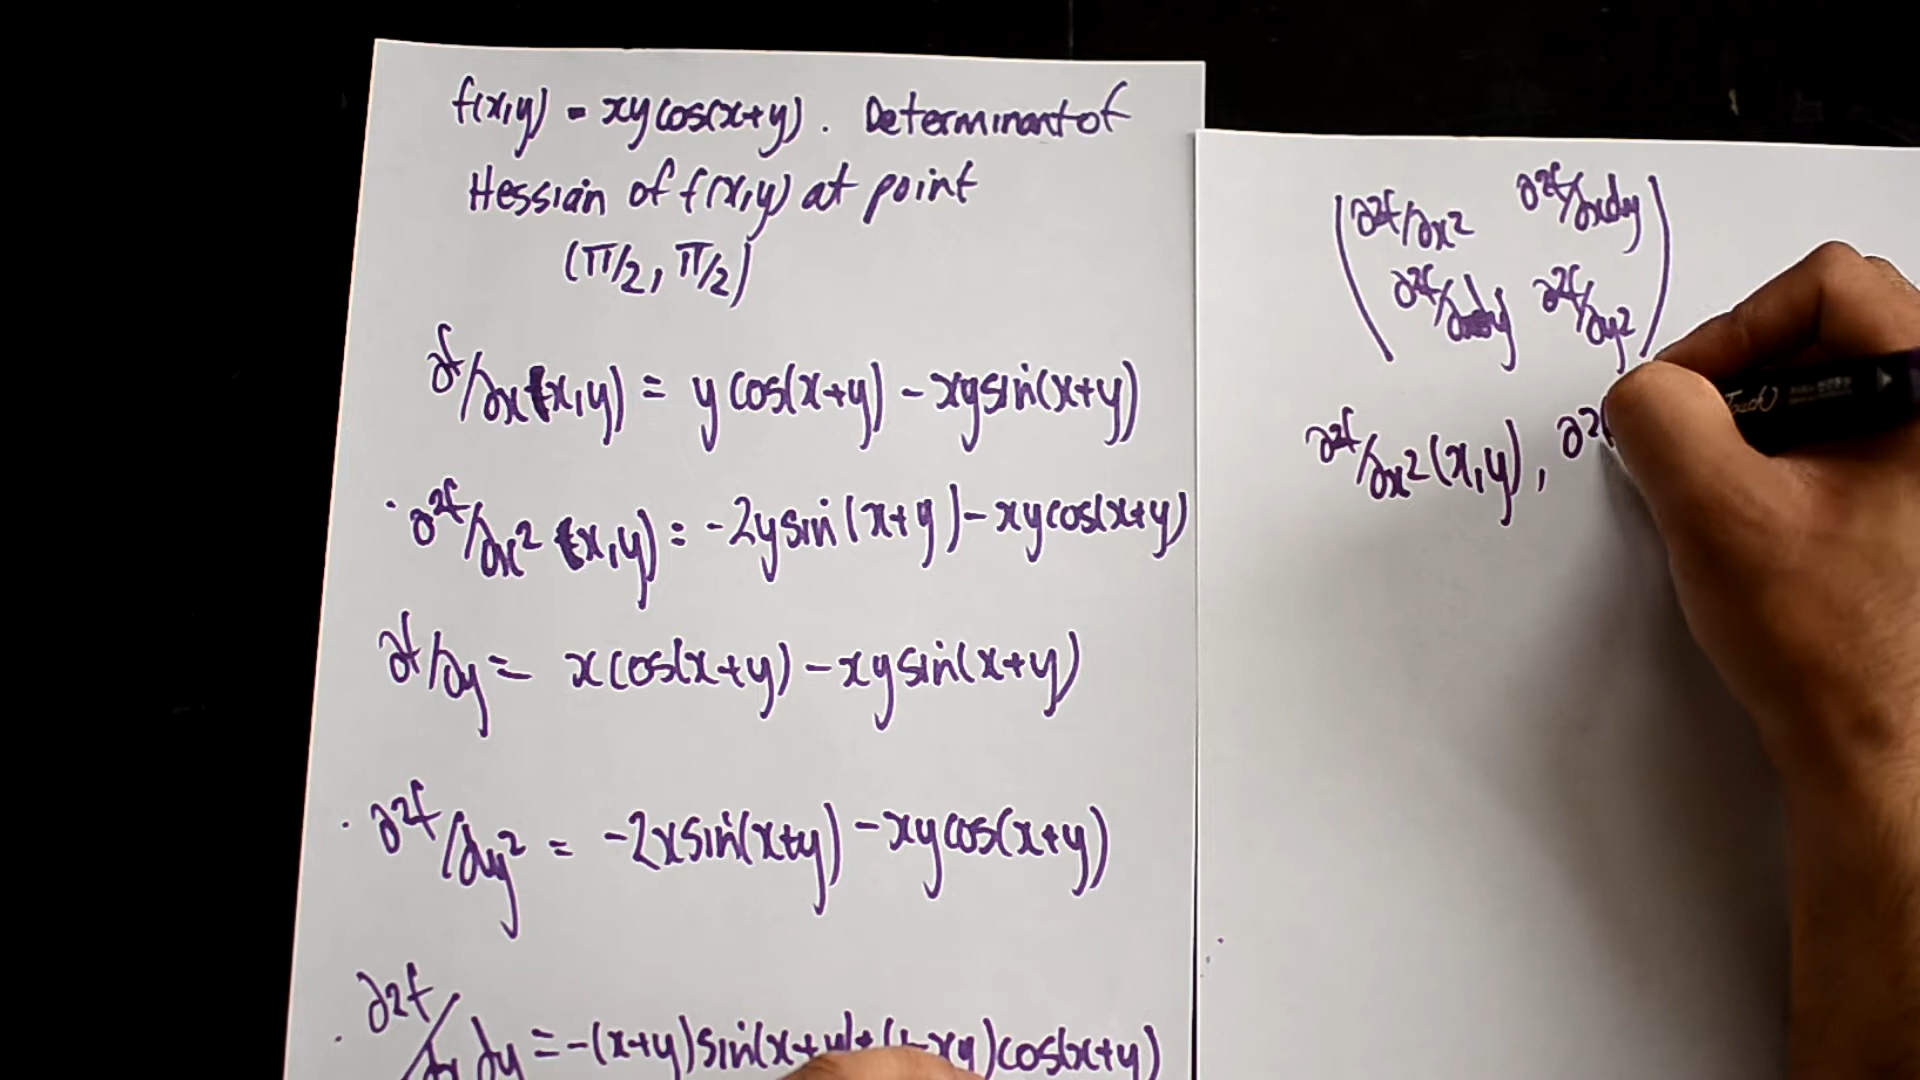 f(x,y) = xy cos(x+y). Determinant of
Hessian of f(x,y) at point
(π/2, π/2)
∂f/∂x (x,y) = y cos(x+y) - xy sin(x+y)
∂²f/∂x² (x,y) = -2y sin(x+y) - xy cos(x+y)
∂f/∂y = x cos(x+y) - xy sin(x+y)
∂²f/∂y² = -2x sin(x+y) - xy cos(x+y)
∂²f/∂x∂y = -(x+y) sin(x+y) + (1-xy) cos(x+y)
∂²f/∂x² ∂²f/∂x∂y
∂²f/∂x∂y ∂²f/∂y²
∂²f/∂x² (x,y), ∂²f
Touch